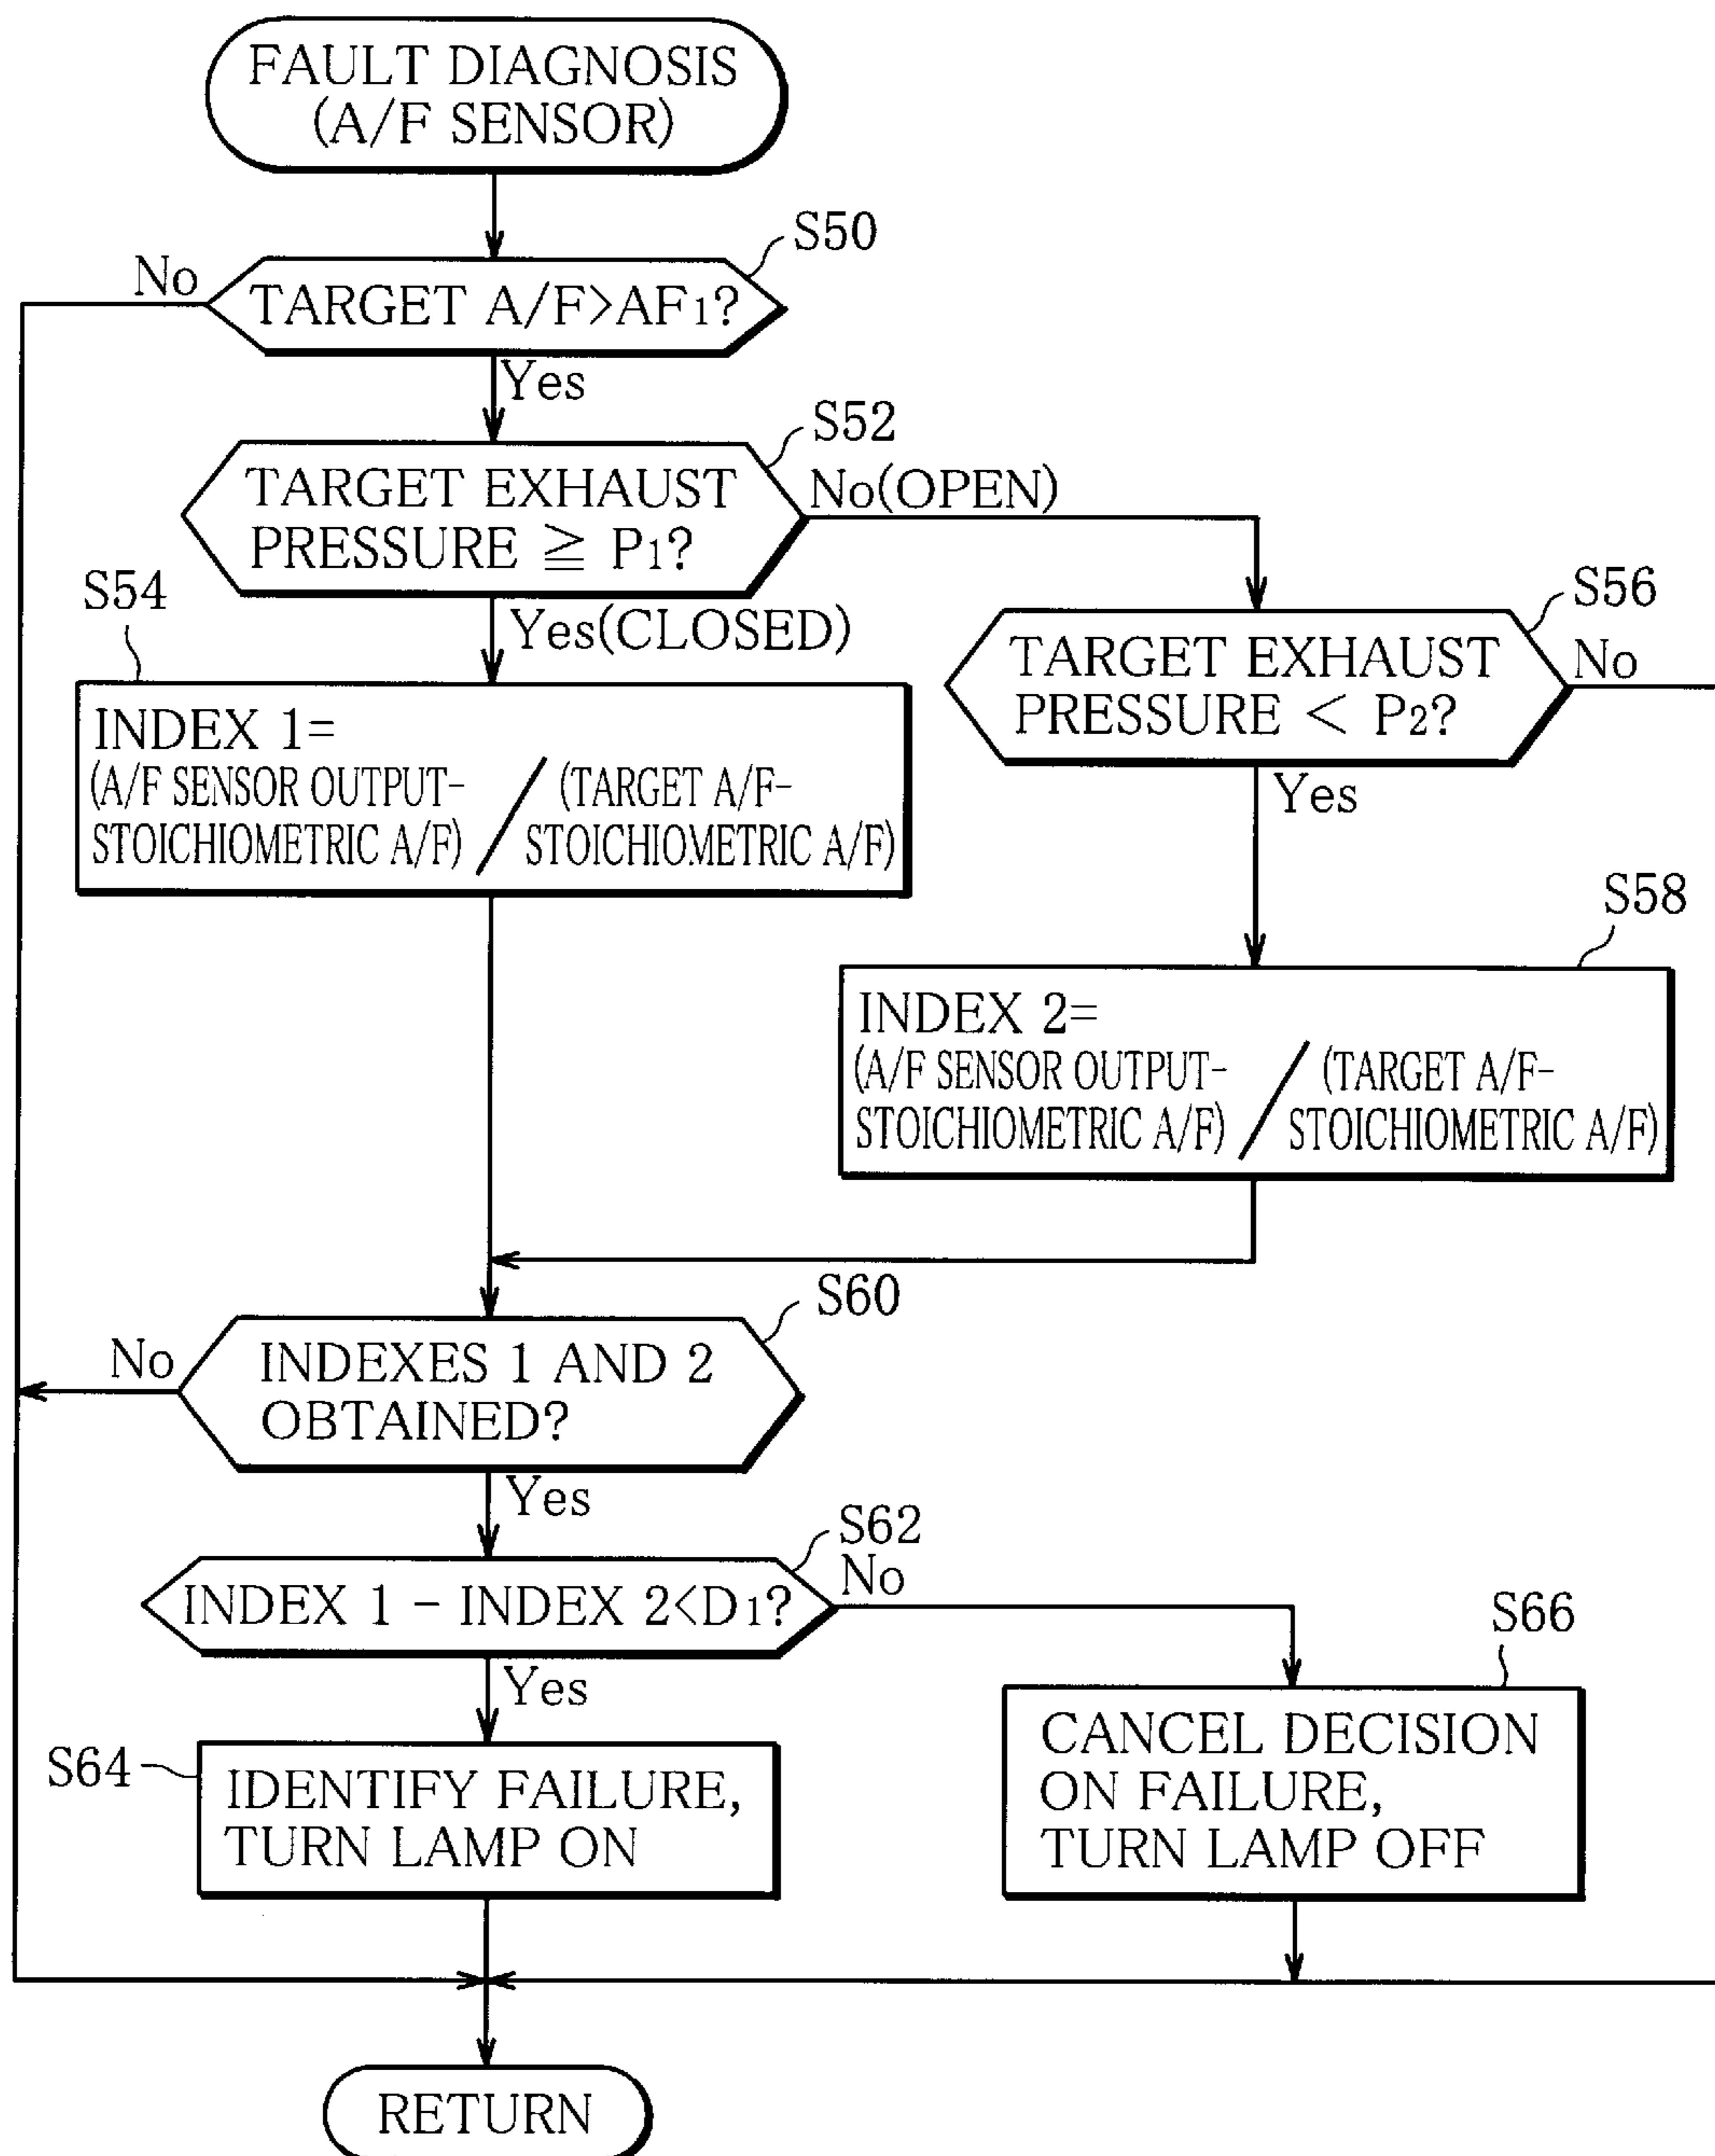 FAULT DIAGNOSIS
(A/F SENSOR)
S50
No
TARGET A/F>AF1?
Yes
S52
TARGET EXHAUST
PRESSURE ≧ P1?
No(OPEN)
Yes(CLOSED)
S54
INDEX 1=
(A/F SENSOR OUTPUT-
STOICHIOMETRIC A/F)
/
(TARGET A/F-
STOICHIOMETRIC A/F)
S56
TARGET EXHAUST
PRESSURE < P2?
No
Yes
S58
INDEX 2=
(A/F SENSOR OUTPUT-
STOICHIOMETRIC A/F)
/
(TARGET A/F-
STOICHIOMETRIC A/F)
S60
No
INDEXES 1 AND 2
OBTAINED?
Yes
S62
INDEX 1 - INDEX 2<D1?
No
Yes
S64
IDENTIFY FAILURE,
TURN LAMP ON
S66
CANCEL DECISION
ON FAILURE,
TURN LAMP OFF
RETURN